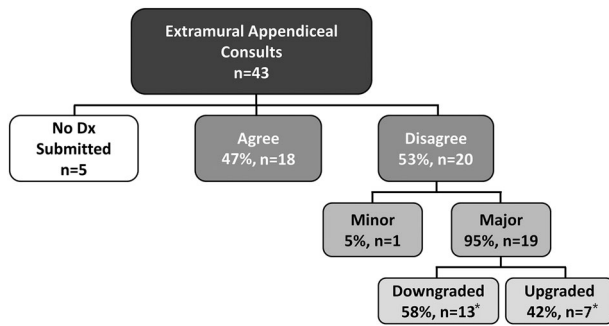 Extramural Appendiceal
Consults
n=43
No Dx
Submitted
n=5
Agree
47%, n=18
Disagree
53%, n=20
Minor
5%, n=1
Major
95%, n=19
Downgraded
58%, n=13*
Upgraded
42%, n=7*